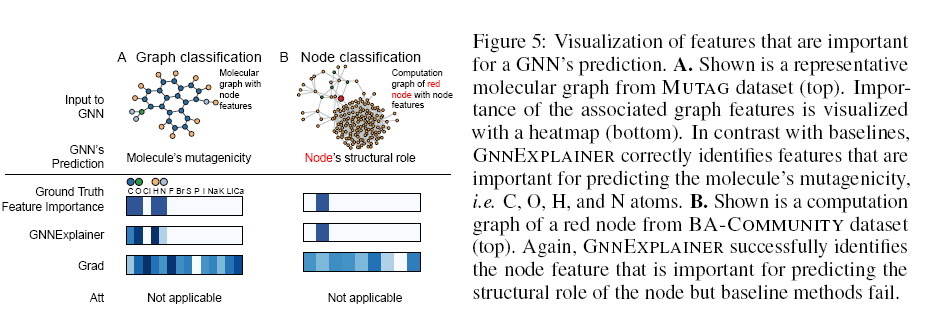 A Graph classification
B Node classification
Input to
GNN
Molecular
graph with
node
features
Computation
graph of red
node with node
features
GNN's
Prediction
Molecule's mutagenicity
Node's structural role
Ground Truth
Feature Importance
C O Cl H N F Br S P I Na K Li Ca
GNNExplainer
Grad
Att
Not applicable
Not applicable
Figure 5: Visualization of features that are important
for a GNN's prediction. A. Shown is a representative
molecular graph from MUTAG dataset (top). Impor-
tance of the associated graph features is visualized
with a heatmap (bottom). In contrast with baselines,
GNNEXPLAINER correctly identifies features that are
important for predicting the molecule's mutagenicity,
i.e. C, O, H, and N atoms. B. Shown is a computation
graph of a red node from BA-COMMUNITY dataset
(top). Again, GNNEXPLAINER successfully identifies
the node feature that is important for predicting the
structural role of the node but baseline methods fail.